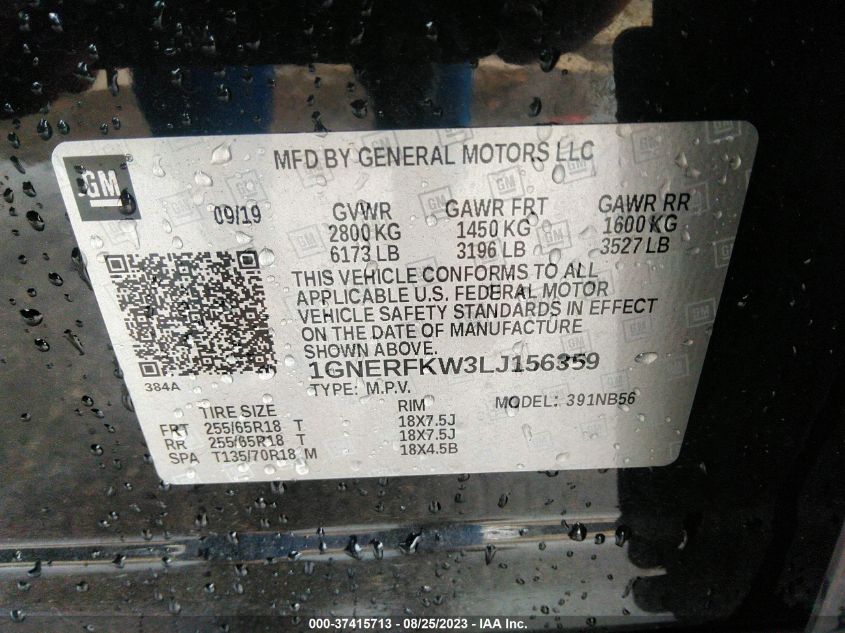 GM
MFD BY GENERAL MOTORS LLC
09/19 GVWR GAWR FRT GAWR RR
2800 KG 1450 KG 1600 KG
6173 LB 3196 LB 3527 LB
THIS VEHICLE CONFORMS TO ALL
APPLICABLE U.S. FEDERAL MOTOR
VEHICLE SAFETY STANDARDS IN EFFECT
ON THE DATE OF MANUFACTURE
SHOWN ABOVE.
384A
1GNERFKW3LJ156359
TYPE: M.P.V. MODEL: 391NB56
TIRE SIZE RIM
FRT 255/65R18 T 18X7.5J
RR 255/65R18 T 18X7.5J
SPA T135/70R18 M 18X4.5B
000-37415713 - 08/25/2023 - IAA Inc.